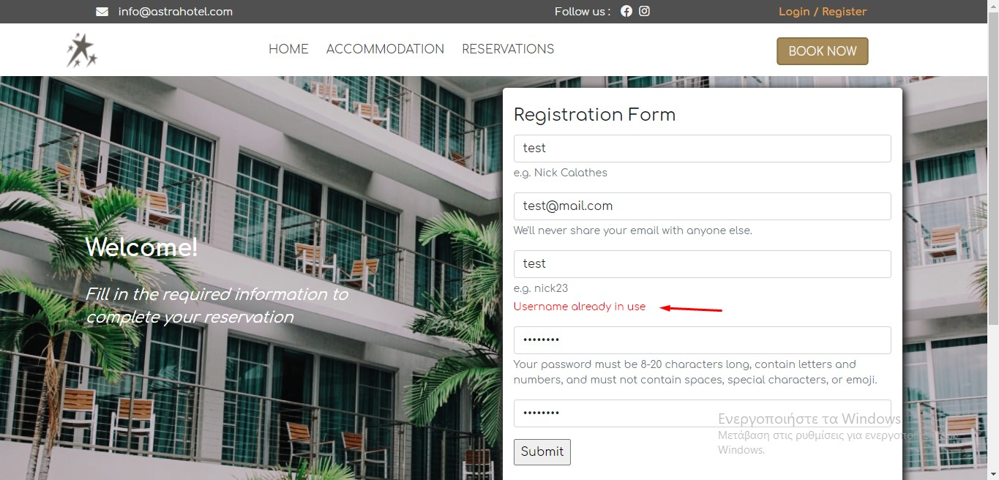 info@astrahotel.com
Follow us :
Login / Register
HOME
ACCOMMODATION
RESERVATIONS
BOOK NOW
Welcome!
Fill in the required information to
complete your reservation
Registration Form
test
e.g. Nick Calathes
test@mail.com
We'll never share your email with anyone else.
test
e.g. nick23
Username already in use
••••••••
Your password must be 8-20 characters long, contain letters and
numbers, and must not contain spaces, special characters, or emoji.
••••••••
Submit
Ενεργοποιήστε τα Windows
Μετάβαση στις ρυθμίσεις για
Windows.